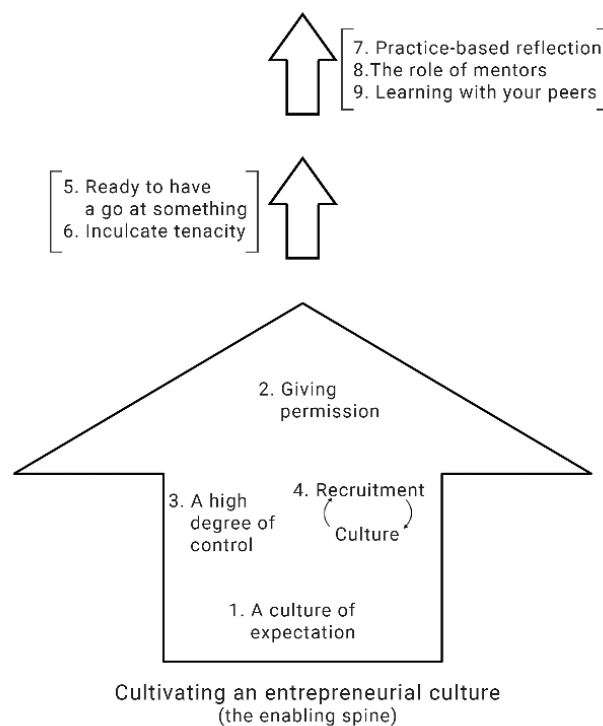 7. Practice-based reflection
8.The role of mentors
9. Learning with your peers
5. Ready to have
a go at something
6. Inculcate tenacity
2. Giving
permission
3. A high
degree of
control
4. Recruitment
Culture
1. A culture of
expectation
Cultivating an entrepreneurial culture
(the enabling spine)